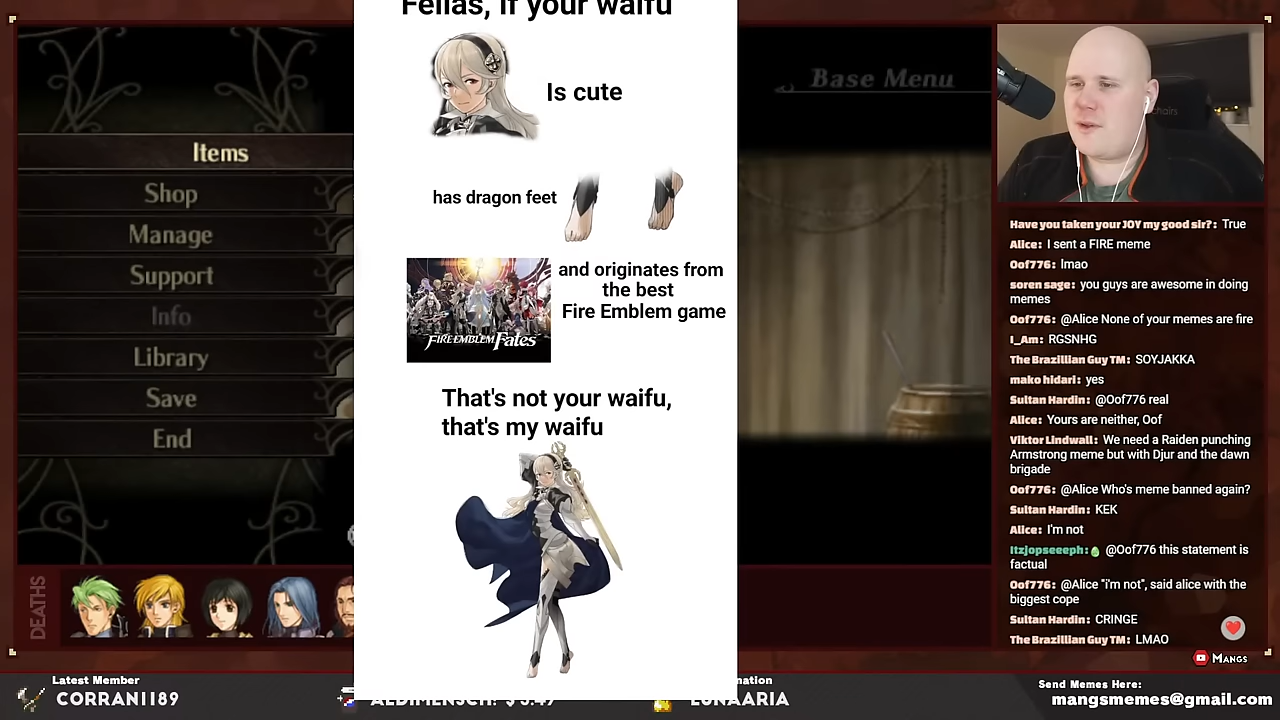 Fellas, if your waifu
Is cute
has dragon feet
and originates from
the best
Fire Emblem game
FIRE EMBLEM Fates
That's not your waifu,
that's my waifu
Base Menu
Items
Shop
Manage
Support
Info
Library
Save
End
DEATHS
chairs
Have you taken your JOY my good sir?: True
Alice: I sent a FIRE meme
Oof776: lmao
soren sage: you guys are awesome in doing
memes
Oof776: @Alice None of your memes are fire
I_Am: RGSNHG
The Brazillian Guy TM: SOYJAKKA
mako hidari: yes
Sultan Hardin: @Oof776 real
Alice: Yours are neither, Oof
Viktor Lindwall: We need a Raiden punching
Armstrong meme but with Djur and the dawn
brigade
Oof776: @Alice Who's meme banned again?
Sultan Hardin: KEK
Alice: I'm not
Itzjopseeeph: @Oof776 this statement is
factual
Oof776: @Alice "i'm not", said alice with the
biggest cope
Sultan Hardin: CRINGE
The Brazillian Guy TM: LMAO
MANGS
Latest Member
CORRAN1189
nation
LUNAARIA
Send Memes Here:
mangsmemes@gmail.com